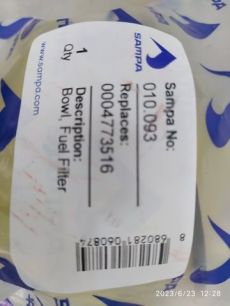 SAMPA
www.sampa.com
Sampa No:
010.093
Replaces:
0004773516
Description:
Bowl, Fuel Filter
1
Qty
8 680281 060874
2023/6/23 12:28